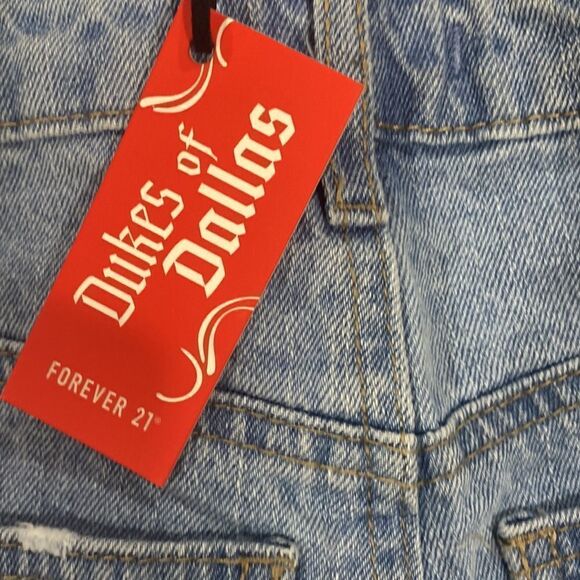 Dukes of
Dallas
FOREVER 21®